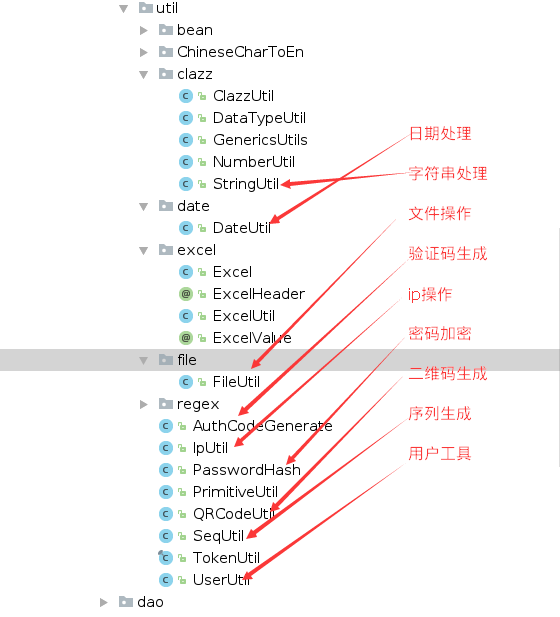 util
bean
ChineseCharToEn
clazz
ClazzUtil
DataTypeUtil
GenericsUtils
NumberUtil
StringUtil
date
DateUtil
excel
Excel
ExcelHeader
ExcelUtil
ExcelValue
file
FileUtil
regex
AuthCodeGenerate
IpUtil
PasswordHash
PrimitiveUtil
QRCodeUtil
SeqUtil
TokenUtil
UserUtil
dao
日期处理
字符串处理
文件操作
验证码生成
ip操作
密码加密
二维码生成
序列生成
用户工具